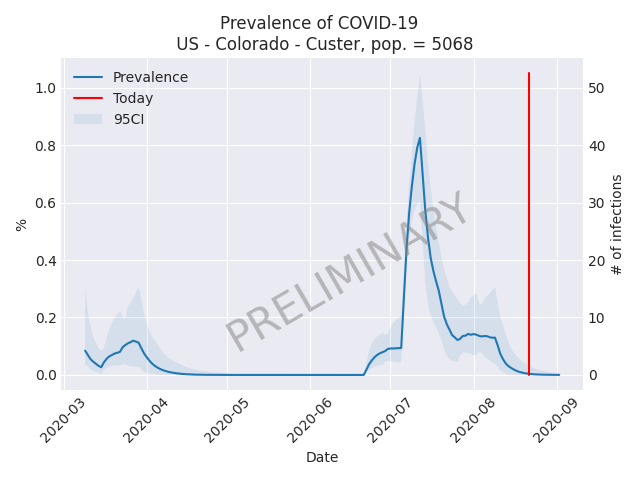 Prevalence of COVID-19
US - Colorado - Custer, pop. = 5068
Prevalence
Today
95CI
1.0
0.8
0.6
0.4
0.2
0.0
%
50
40
30
20
10
0
# of infections
PRELIMINARY
2020-03
2020-04
2020-05
2020-06
2020-07
2020-08
2020-09
Date